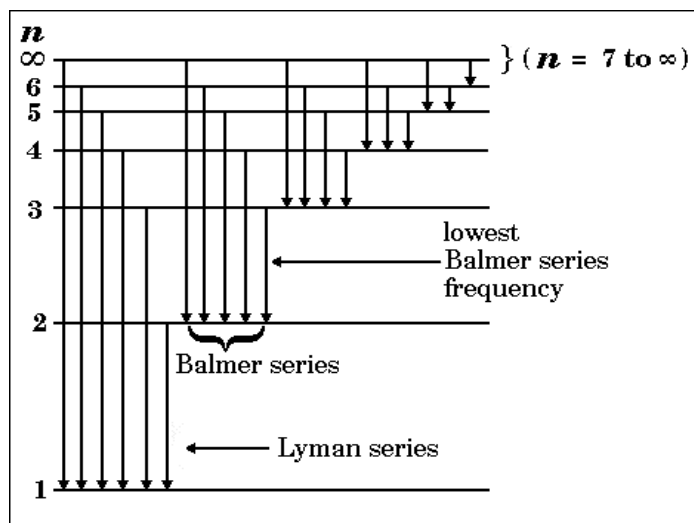 n
∞ } ( n = 7 to ∞ )
6
5
4
3
lowest
Balmer series
frequency
2
Balmer series
Lyman series
1